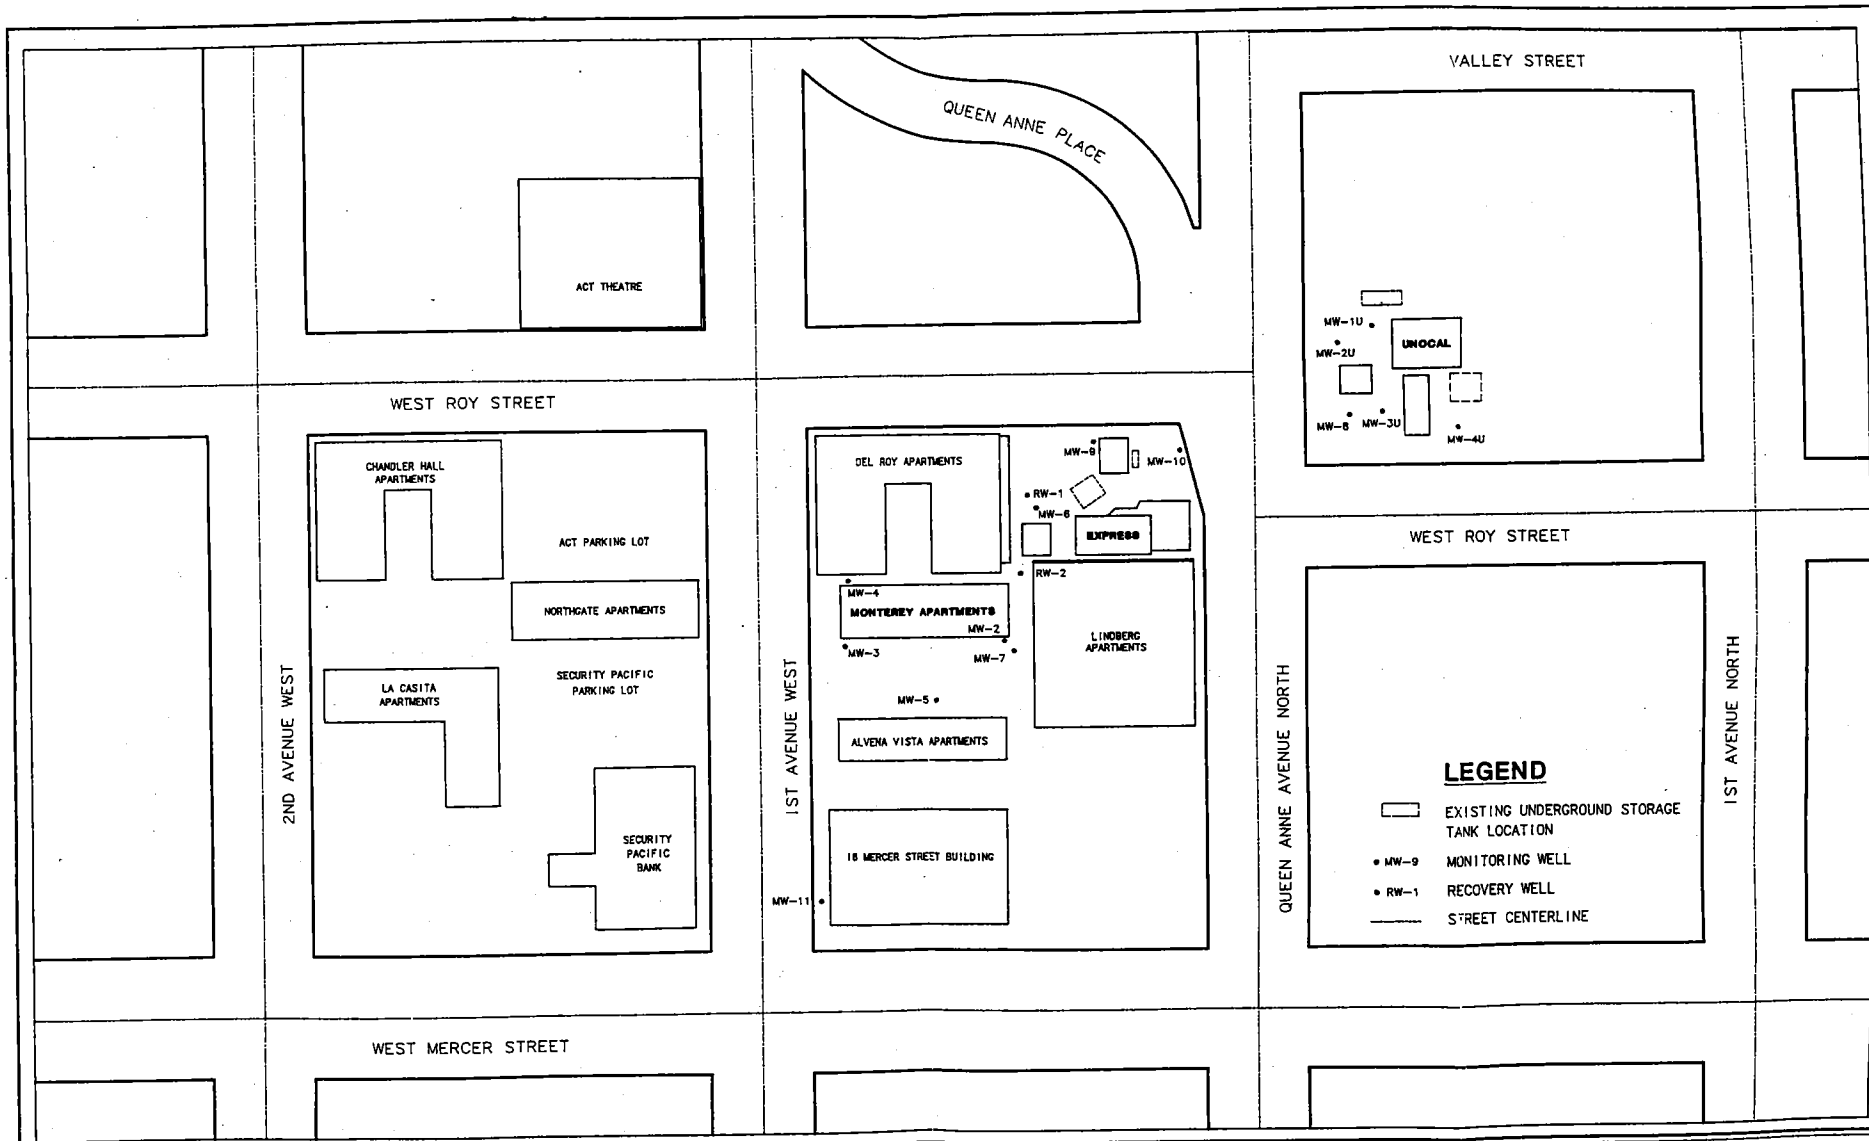 VALLEY STREET
QUEEN ANNE PLACE
ACT THEATRE
MW-1U
UNOCAL
MW-2U
MW-8
MW-3U
MW-4U
WEST ROY STREET
CHANDLER HALL
APARTMENTS
ACT PARKING LOT
NORTHGATE APARTMENTS
LA CASITA
APARTMENTS
SECURITY PACIFIC
PARKING LOT
SECURITY
PACIFIC
BANK
2ND AVENUE WEST
DEL ROY APARTMENTS
MW-9
MW-10
RW-1
MW-6
EXPRESS
RW-2
MW-4
MONTEREY APARTMENTS
MW-2
MW-3
MW-7
LINDBERG
APARTMENTS
MW-5
ALVENA VISTA APARTMENTS
18 MERCER STREET BUILDING
MW-11
1ST AVENUE WEST
WEST ROY STREET
QUEEN ANNE AVENUE NORTH
1ST AVENUE NORTH
LEGEND
EXISTING UNDERGROUND STORAGE
TANK LOCATION
MW-9 MONITORING WELL
RW-1 RECOVERY WELL
STREET CENTERLINE
WEST MERCER STREET